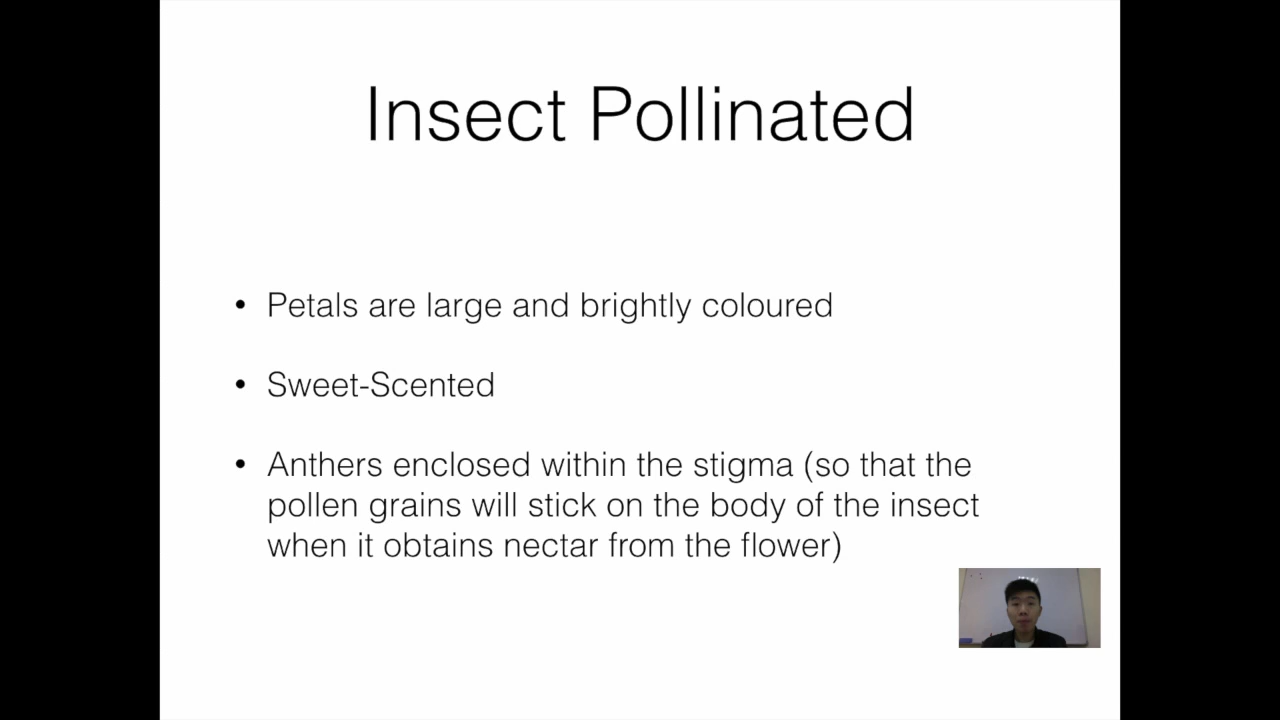 Insect Pollinated
• Petals are large and brightly coloured
• Sweet-Scented
• Anthers enclosed within the stigma (so that the
pollen grains will stick on the body of the insect
when it obtains nectar from the flower)